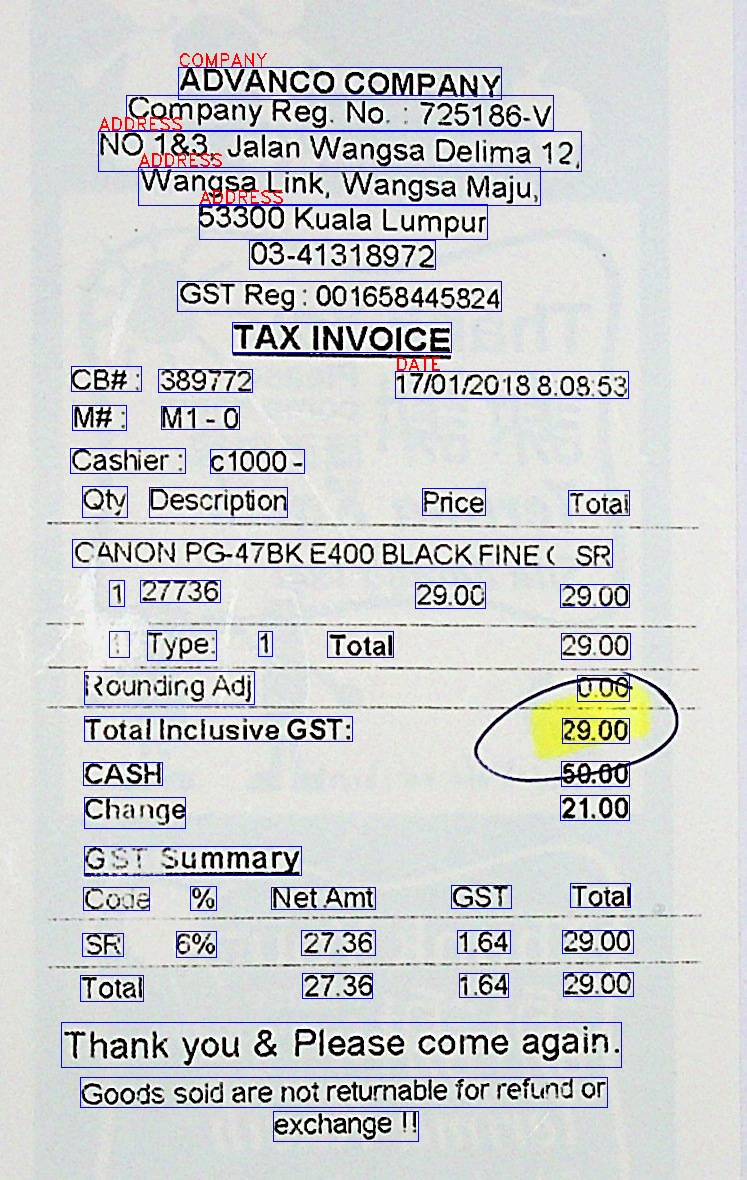 COMPANY
ADVANCO COMPANY
Company Reg. No. : 725186-V
ADDRESS
NO 1&3, Jalan Wangsa Delima 12,
ADDRESS
Wangsa Link, Wangsa Maju,
ADDRESS
53300 Kuala Lumpur
03-41318972
GST Reg : 001658445824
TAX INVOICE
DATE
CB# : 389772 17/01/2018 8:08:53
M# : M1 - 0
Cashier : c1000 -
Qty Description Price Total
CANON PG-47BK E400 BLACK FINE ( SR
1 27736 29.00 29.00
1 Type: 1 Total 29.00
Rounding Adj 0.00
Total Inclusive GST: 29.00
CASH 50.00
Change 21.00
GST Summary
Code % Net Amt GST Total
SR 6% 27.36 1.64 29.00
Total 27.36 1.64 29.00
Thank you & Please come again.
Goods sold are not returnable for refund or
exchange !!